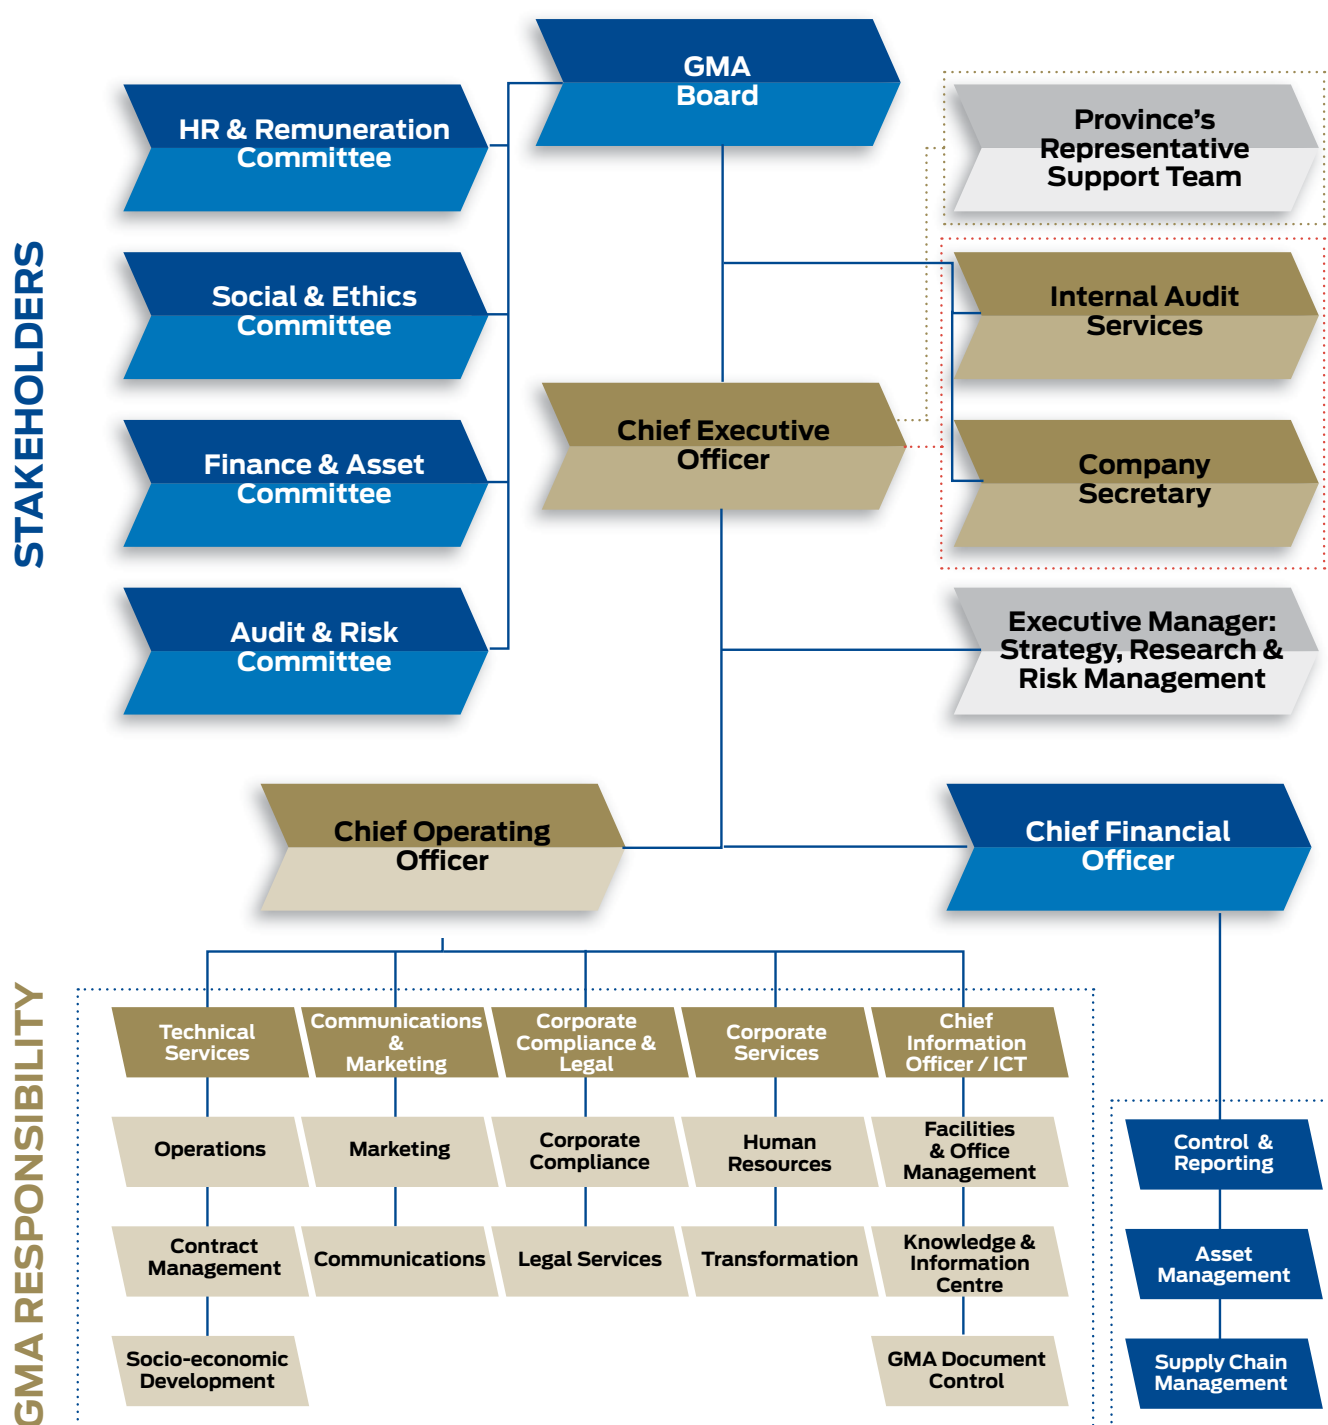 STAKEHOLDERS
GMA
Board
HR & Remuneration
Committee
Province's
Representative
Support Team
Social & Ethics
Committee
Internal Audit
Services
Chief Executive
Officer
Finance & Asset
Committee
Company
Secretary
Audit & Risk
Committee
Executive Manager:
Strategy, Research &
Risk Management
Chief Operating
Officer
Chief Financial
Officer
GMA RESPONSIBILITY
Technical
Services
Communications
&
Marketing
Corporate
Compliance &
Legal
Corporate
Services
Chief
Information
Officer / ICT
Operations
Marketing
Corporate
Compliance
Human
Resources
Facilities
& Office
Management
Control &
Reporting
Contract
Management
Communications
Legal Services
Transformation
Knowledge &
Information
Centre
Asset
Management
Socio-economic
Development
GMA Document
Control
Supply Chain
Management